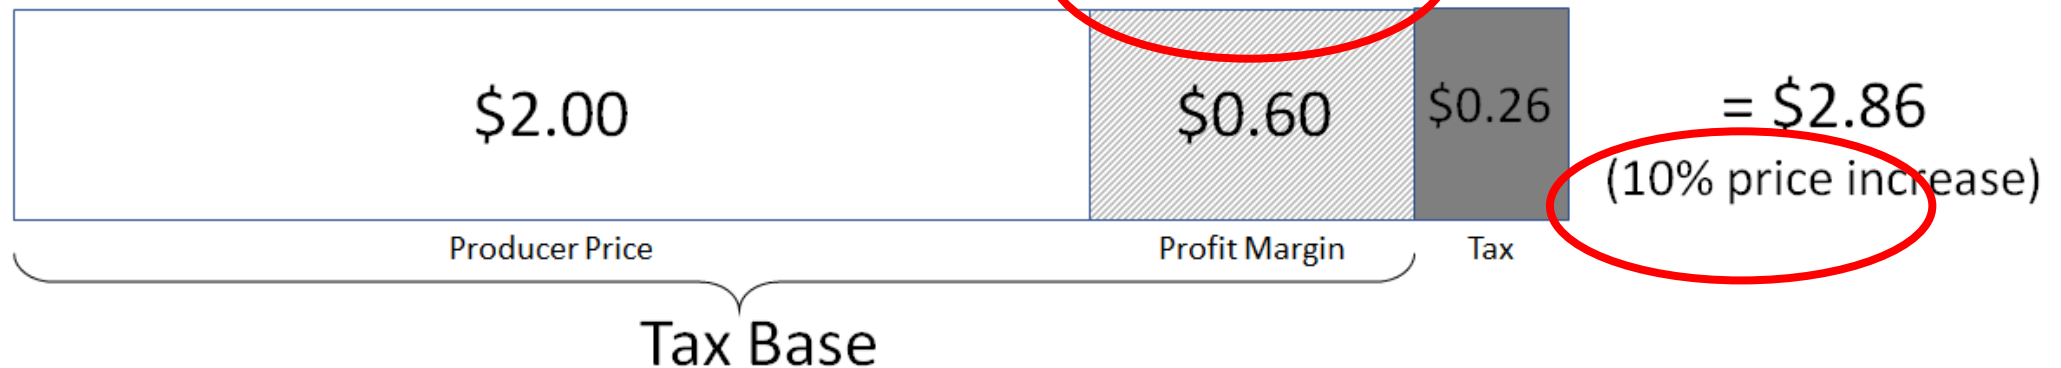 $2.00 $0.60 $0.26 = $2.86
(10% price increase)
Producer Price Profit Margin Tax
Tax Base